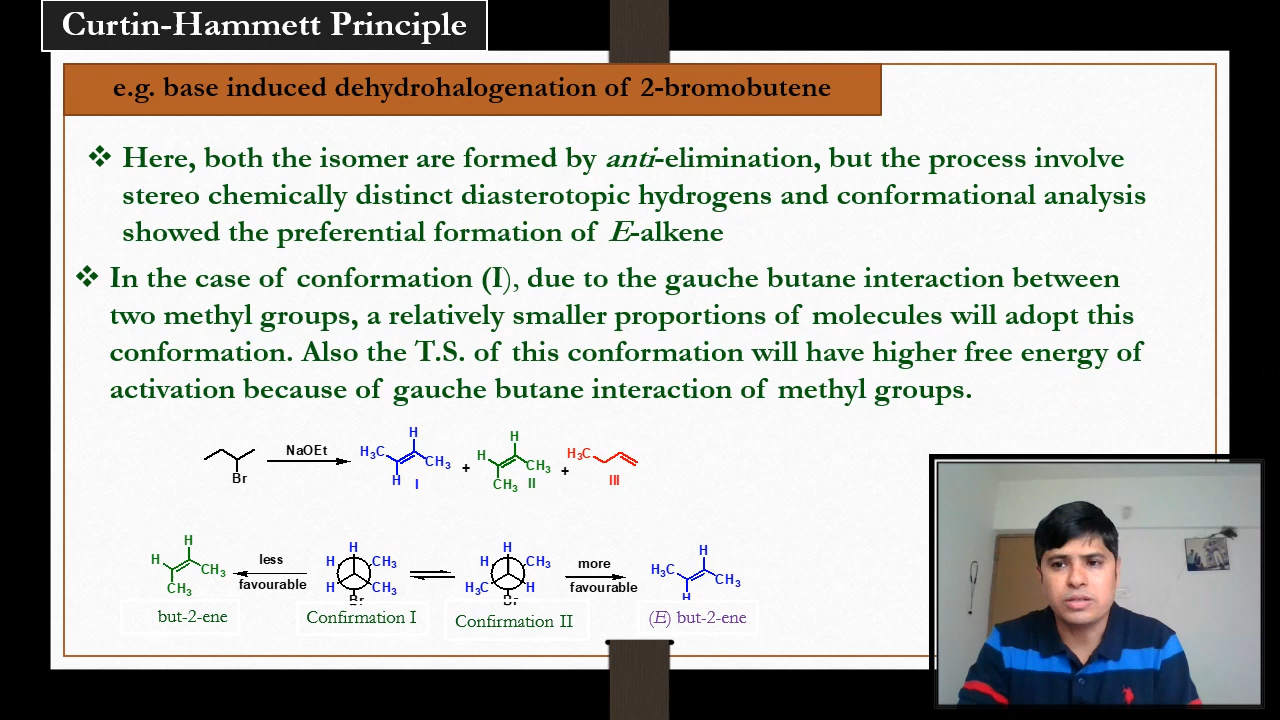 Curtin-Hammett Principle
e.g. base induced dehydrohalogenation of 2-bromobutene
❖ Here, both the isomer are formed by anti-elimination, but the process involve
stereo chemically distinct diasterotopic hydrogens and conformational analysis
showed the preferential formation of E-alkene
❖ In the case of conformation (I), due to the gauche butane interaction between
two methyl groups, a relatively smaller proportions of molecules will adopt this
conformation. Also the T.S. of this conformation will have higher free energy of
activation because of gauche butane interaction of methyl groups.
H H
NaOEt H3C H H3C
CH3 + CH3 +
Br H I CH3 II III
H H H H
H less H CH3 H CH3 more H3C
CH3 favourable H CH3 H3C H favourable CH3
CH3 Br Br H
but-2-ene Confirmation I Confirmation II (E) but-2-ene